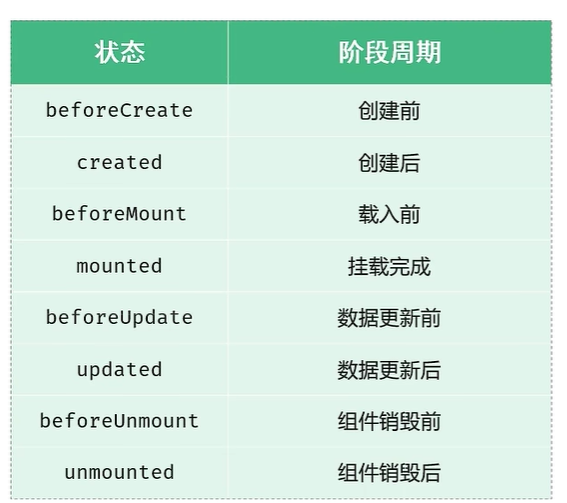 状态 阶段周期
beforeCreate 创建前
created 创建后
beforeMount 载入前
mounted 挂载完成
beforeUpdate 数据更新前
updated 数据更新后
beforeUnmount 组件销毁前
unmounted 组件销毁后